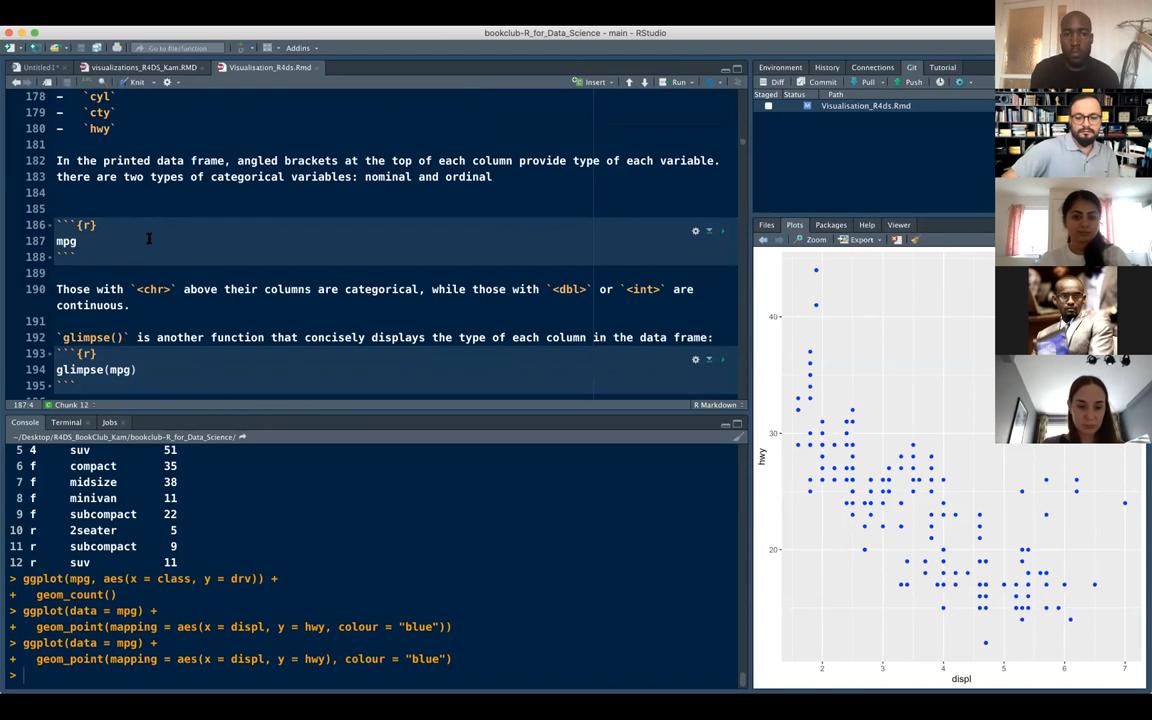 bookclub-R_for_Data_Science - main - RStudio
Go to file/function
Addins
Untitled1*
visualizations_R4DS_Kam.RMD
Visualisation_R4ds.Rmd
Knit
Insert
Run
178 - `cyl`
179 - `cty`
180 - `hwy`
181
182 In the printed data frame, angled brackets at the top of each column provide type of each variable.
183 there are two types of categorical variables: nominal and ordinal
184
185
186 ```{r}
187 mpg
188 ```
189
190 Those with `<chr>` above their columns are categorical, while those with `<dbl>` or `<int>` are
continuous.
191
192 `glimpse()` is another function that concisely displays the type of each column in the data frame:
193 ```{r}
194 glimpse(mpg)
195 ```
187:4 Chunk 12
R Markdown
Console Terminal Jobs
~/Desktop/R4DS_BookClub_Kam/bookclub-R_for_Data_Science/
5 4 suv 51
6 f compact 35
7 f midsize 38
8 f minivan 11
9 f subcompact 22
10 r 2seater 5
11 r subcompact 9
12 r suv 11
> ggplot(mpg, aes(x = class, y = drv)) +
+ geom_count()
> ggplot(data = mpg) +
+ geom_point(mapping = aes(x = displ, y = hwy, colour = "blue"))
> ggplot(data = mpg) +
+ geom_point(mapping = aes(x = displ, y = hwy), colour = "blue")
>
Environment History Connections Git Tutorial
Diff Commit Pull Push
Staged Status Path
M Visualisation_R4ds.Rmd
Files Plots Packages Help Viewer
Zoom Export
40
30
20
hwy
2 3 4 5 6 7
displ